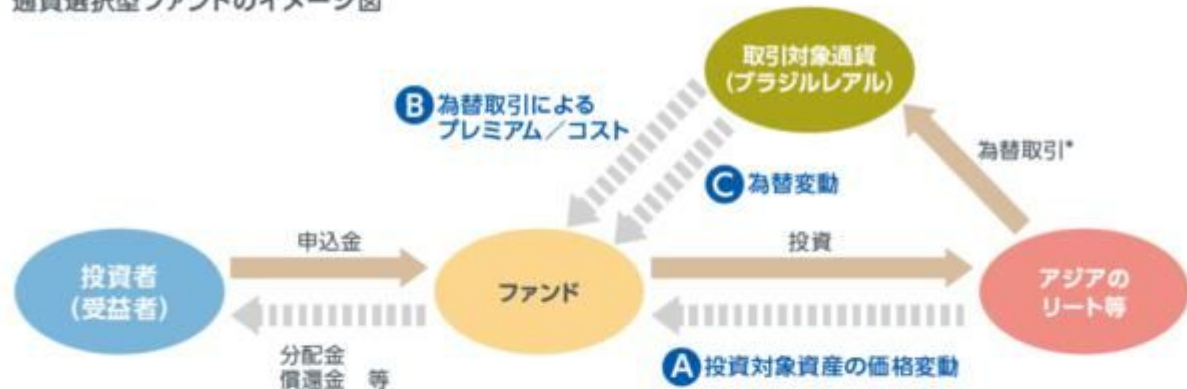 通貨選択型ファンドのイメージ図
取引対象通貨
(ブラジルレアル)
B 為替取引による
プレミアム／コスト
為替取引*
C 為替変動
申込金
投資
投資者
(受益者)
ファンド
アジアの
リート等
分配金
償還金 等
A 投資対象資産の価格変動